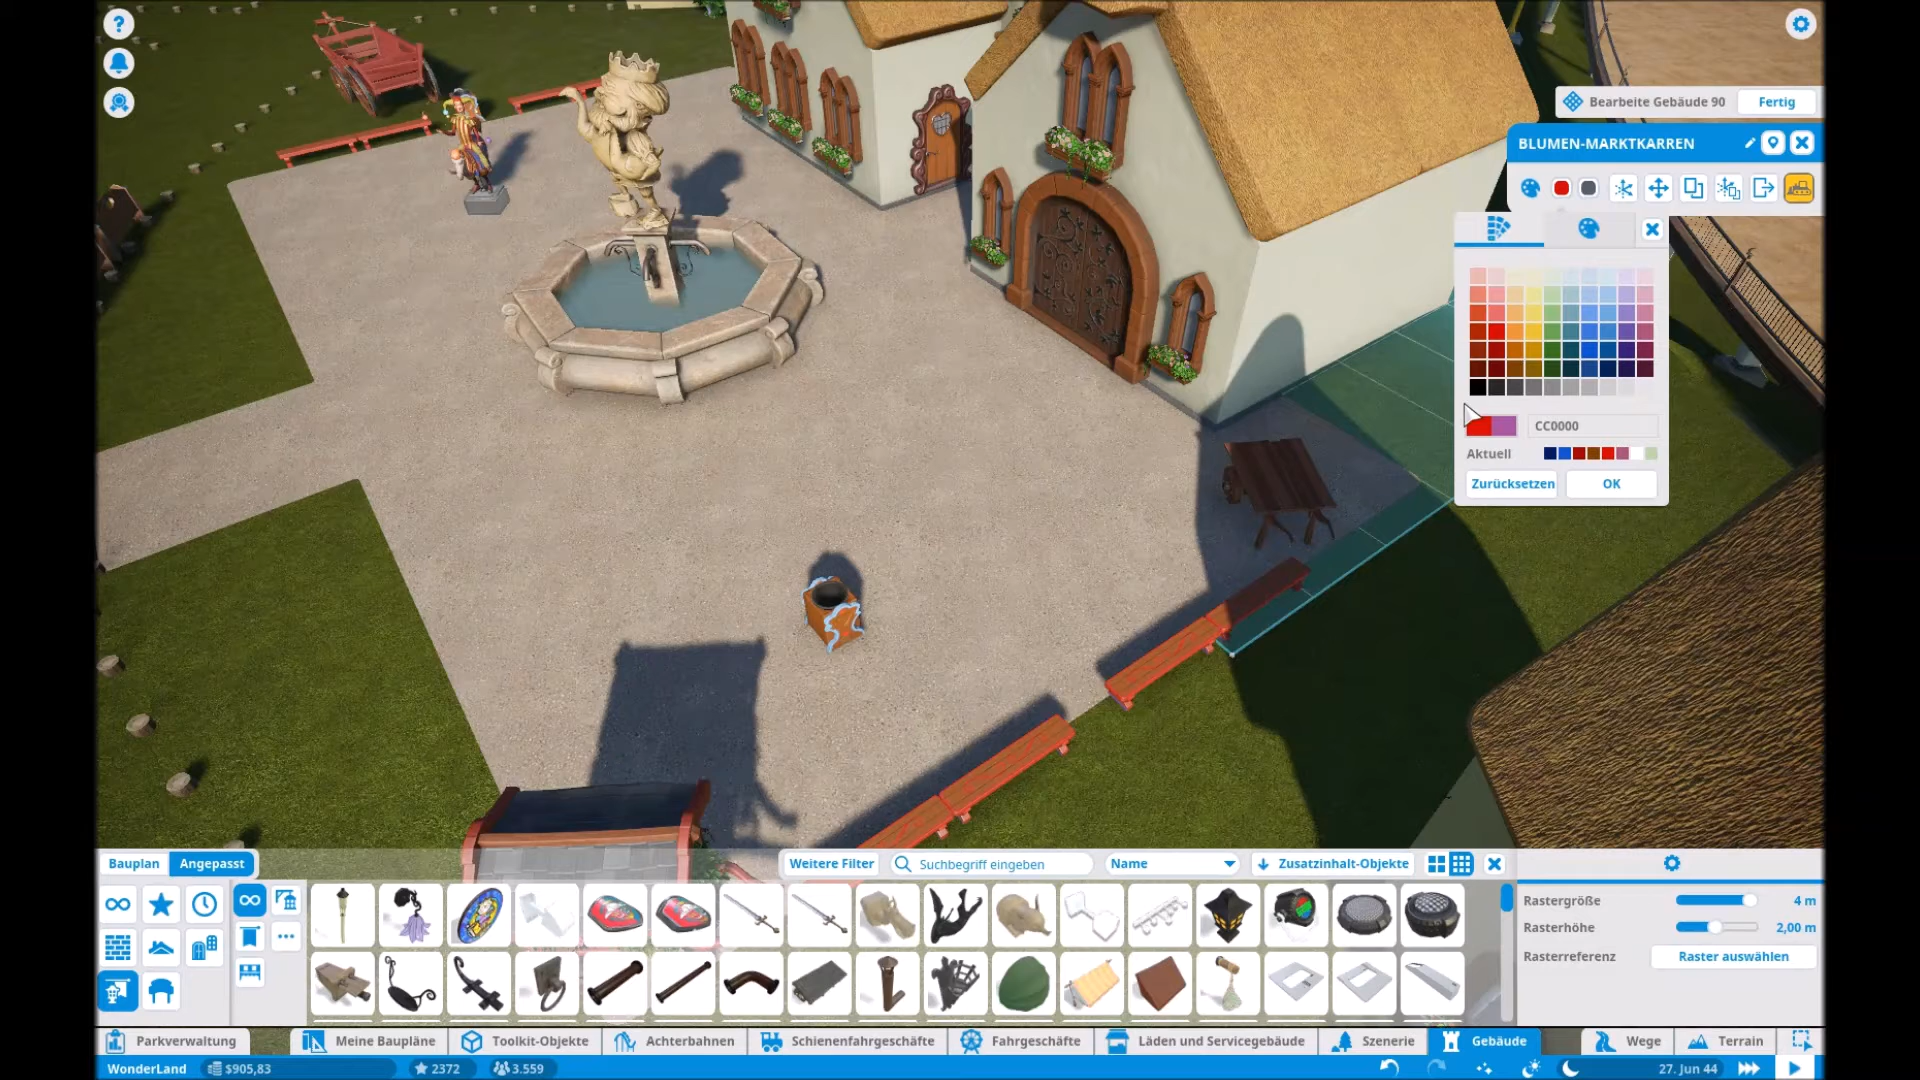 Bearbeite Gebäude 90
Fertig
BLUMEN-MARKTKARREN
CC0000
Aktuell
Zurücksetzen
OK
Bauplan
Angepasst
Weitere Filter
Suchbegriff eingeben
Name
Zusatzinhalt-Objekte
Rastergröße
4 m
Rasterhöhe
2,00 m
Rasterreferenz
Raster auswählen
Parkverwaltung
Meine Baupläne
Toolkit-Objekte
Achterbahnen
Schienenfahrgeschäfte
Fahrgeschäfte
Läden und Servicegebäude
Szenerie
Gebäude
Wege
Terrain
WonderLand
$905,83
2372
3.559
27. Jun 44